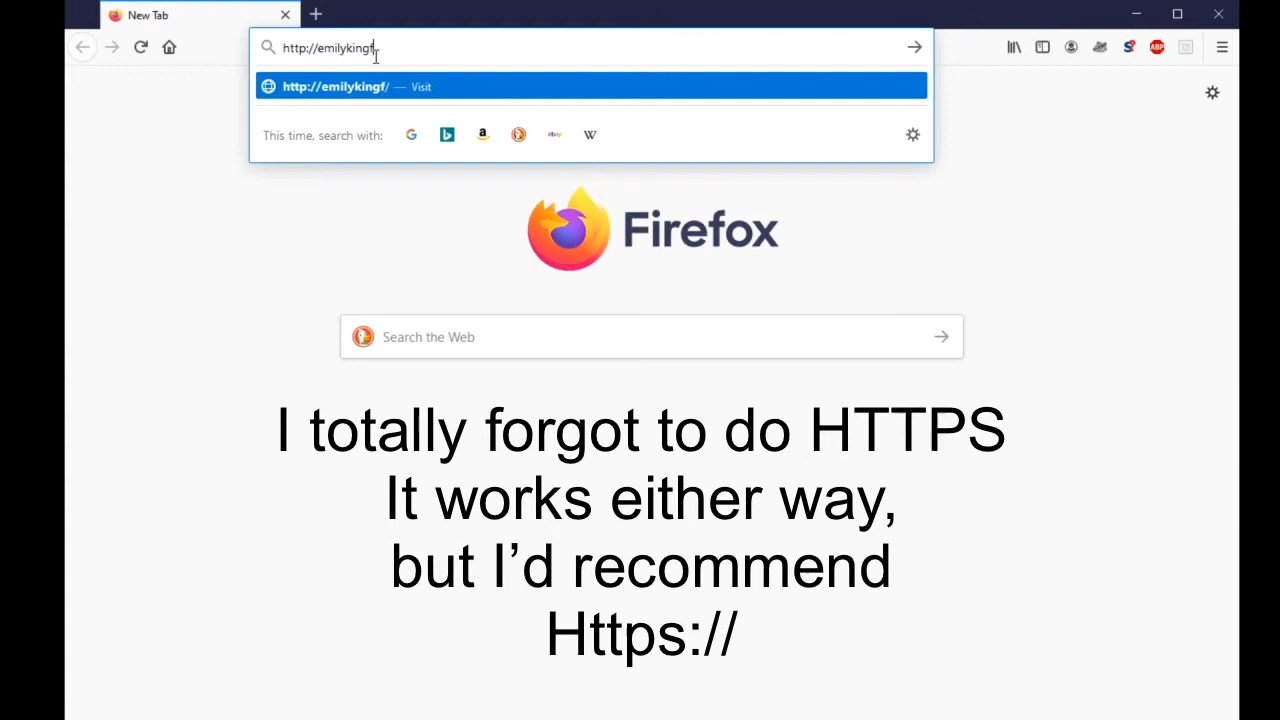 New Tab
http://emilykingf
http://emilykingf/ — Visit
This time, search with:
Firefox
Search the Web
I totally forgot to do HTTPS
It works either way,
but I’d recommend
Https://